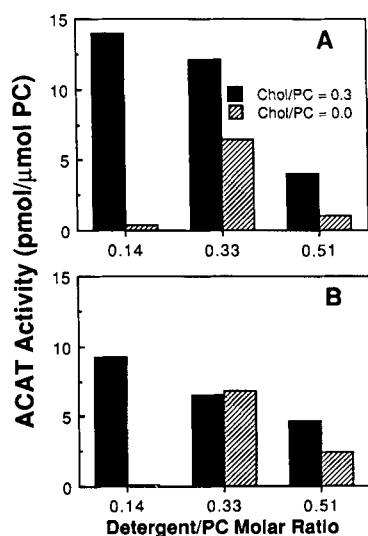 15
A
10
Chol/PC = 0.3
Chol/PC = 0.0
5
0
0.14 0.33 0.51
ACAT Activity (pmol/μmol PC)
15
B
10
5
0
0.14 0.33 0.51
Detergent/PC Molar Ratio